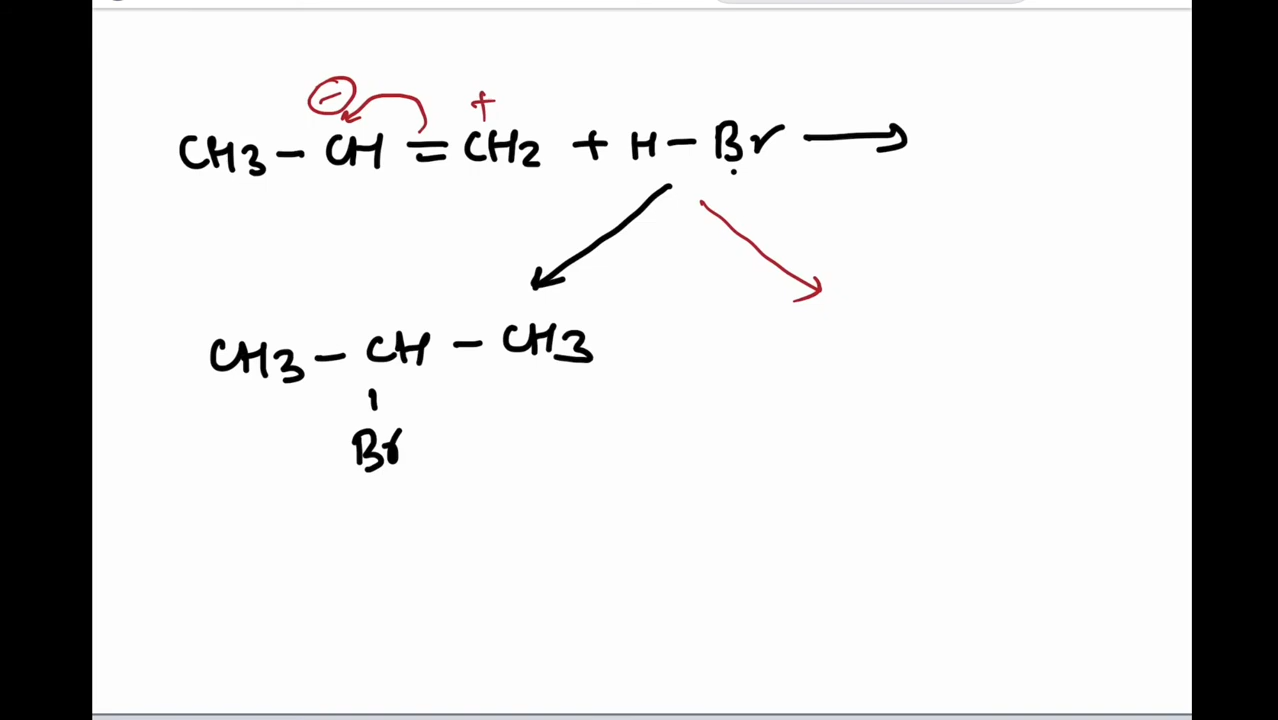 ⊖ +
CH3 - CH = CH2 + H - Br ⟶
CH3 - CH - CH3
Br